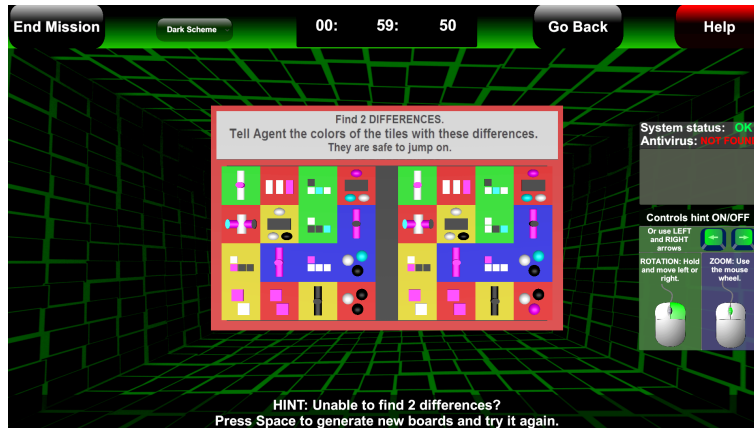 End Mission
Dark Scheme
00: 59: 50
Go Back
Help
Find 2 DIFFERENCES.
Tell Agent the colors of the tiles with these differences.
They are safe to jump on.
System status: OK
Antivirus: NOT FOUND
Controls hint ON/OFF
Or use LEFT
and RIGHT
arrows
ROTATION: Hold
and move left or
right.
ZOOM: Use
the mouse
wheel.
HINT: Unable to find 2 differences?
Press Space to generate new boards and try it again.